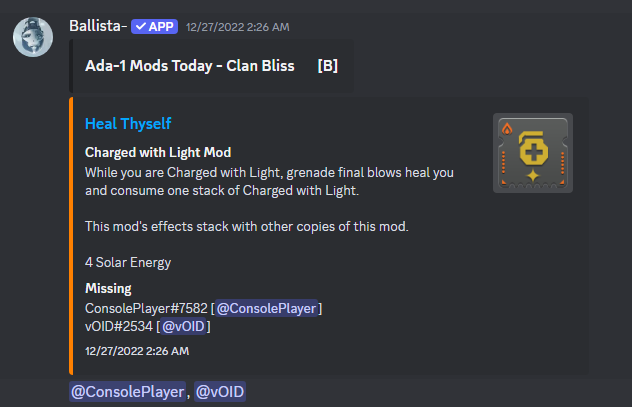 Ballista- ✓ APP 12/27/2022 2:26 AM
Ada-1 Mods Today - Clan Bliss [B]
Heal Thyself
Charged with Light Mod
While you are Charged with Light, grenade final blows heal you
and consume one stack of Charged with Light.
This mod's effects stack with other copies of this mod.
4 Solar Energy
Missing
ConsolePlayer#7582 [@ConsolePlayer]
vOID#2534 [@vOID]
12/27/2022 2:26 AM
@ConsolePlayer, @vOID